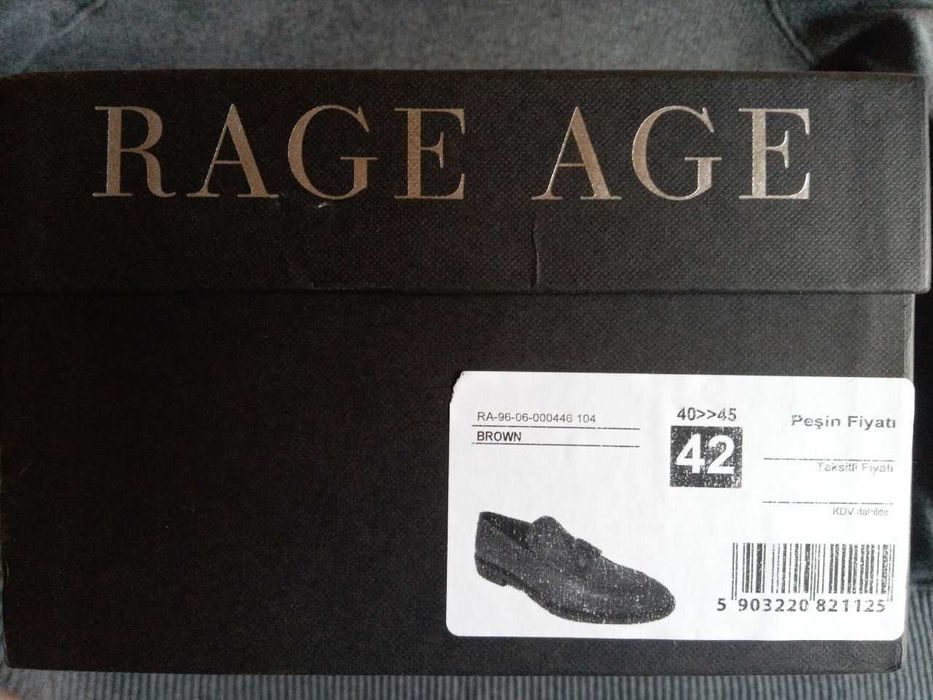 RAGE AGE
RA-96-06-000446 104
BROWN
40>>45
42
Peşin Fiyatı
Taksitli Fiyatı
KDV dahildir
5 903220 821125